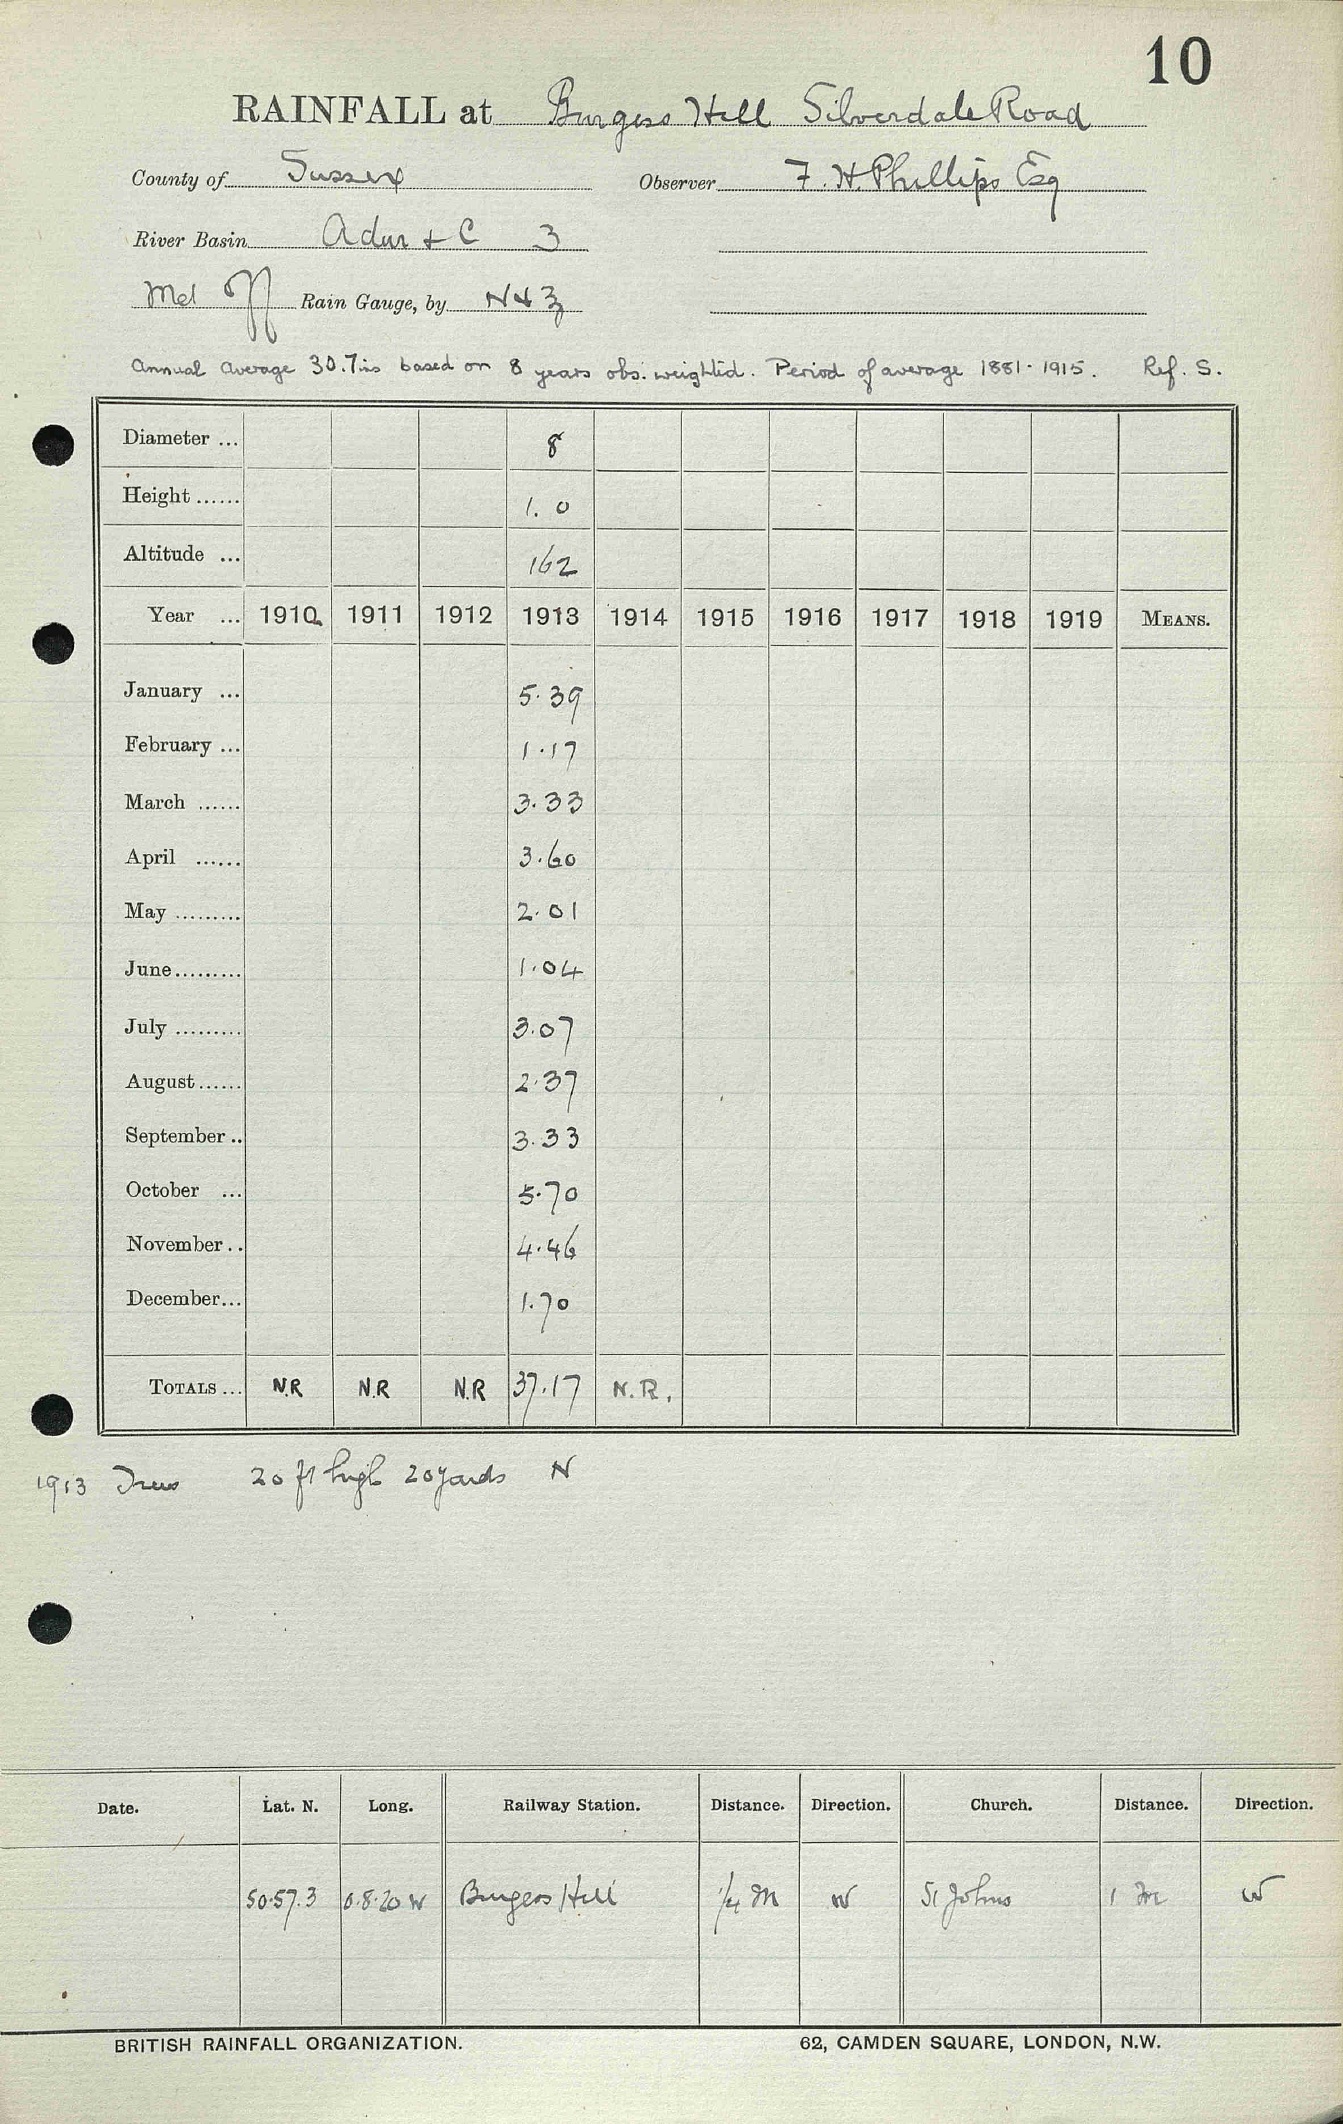 10
RAINFALL at Burgess Hill Silverdale Road
County of Sussex Observer F. H. Phillips Esq
River Basin Adur & C 3
Met Off Rain Gauge, by N & Z
Annual average 30.7 ins based on 8 years obs. weighted. Period of average 1881-1915. Ref. S.
Diameter ... 8
Height ...... 1. 0
Altitude ... 162
Year ... 1910 1911 1912 1913 1914 1915 1916 1917 1918 1919 MEANS.
January ... 5.39
February ... 1.17
March ...... 3.33
April ...... 3.60
May ......... 2.01
June......... 1.04
July ......... 3.07
August...... 2.37
September .. 3.33
October ... 5.70
November .. 4.46
December... 1.70
TOTALS ... N.R N.R N.R 37.17 N.R.
1913 Trees 20 ft high 20 yards N
Date. Lat. N. Long. Railway Station. Distance. Direction. Church. Distance. Direction.
50.57.3 0.8.20 W Burgess Hill 1/4 M W St Johns 1 M W
BRITISH RAINFALL ORGANIZATION. 62, CAMDEN SQUARE, LONDON, N.W.